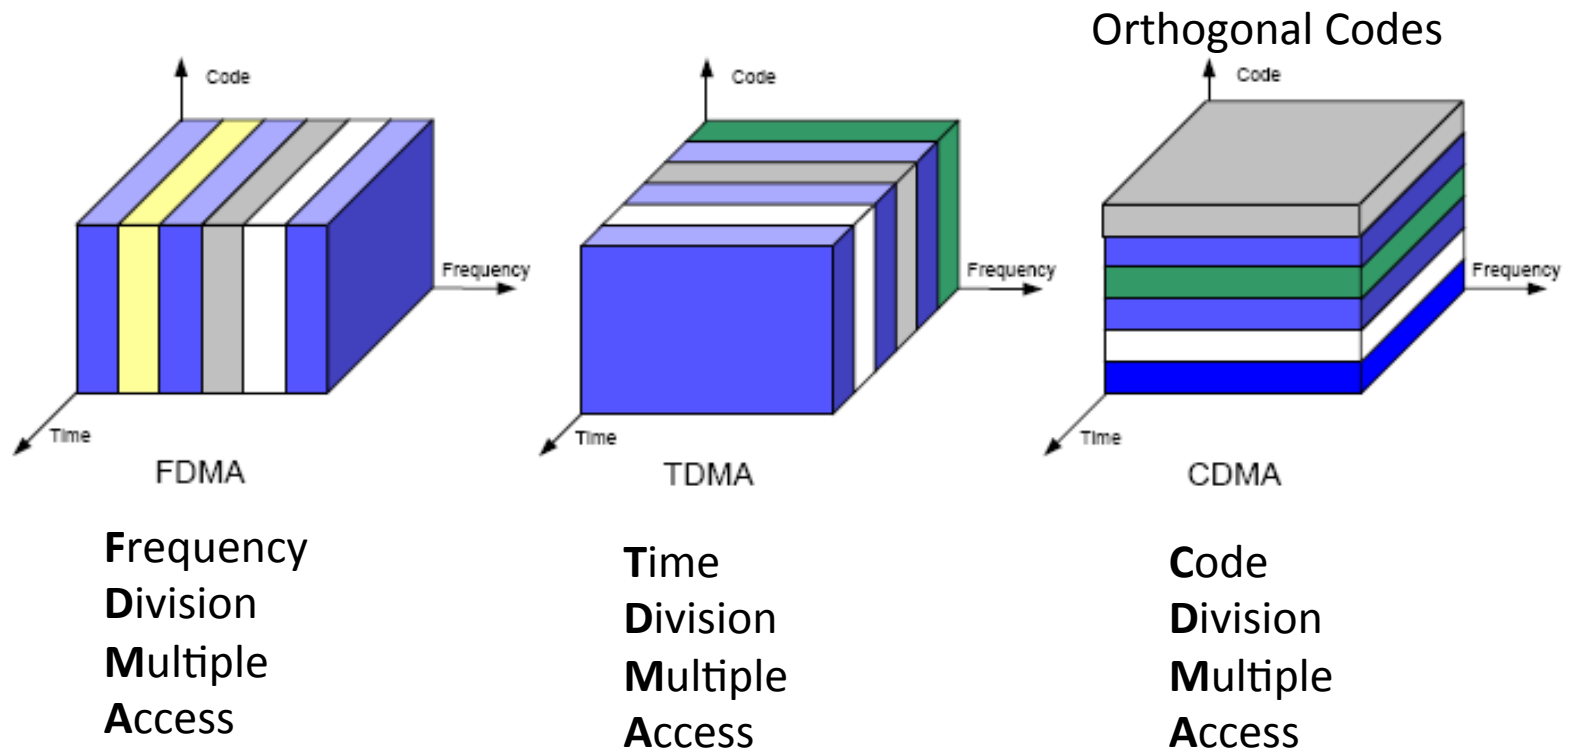 Orthogonal Codes
Code
Frequency
Time
FDMA
Frequency
Division
Multiple
Access
Code
Frequency
Time
TDMA
Time
Division
Multiple
Access
Code
Frequency
Time
CDMA
Code
Division
Multiple
Access